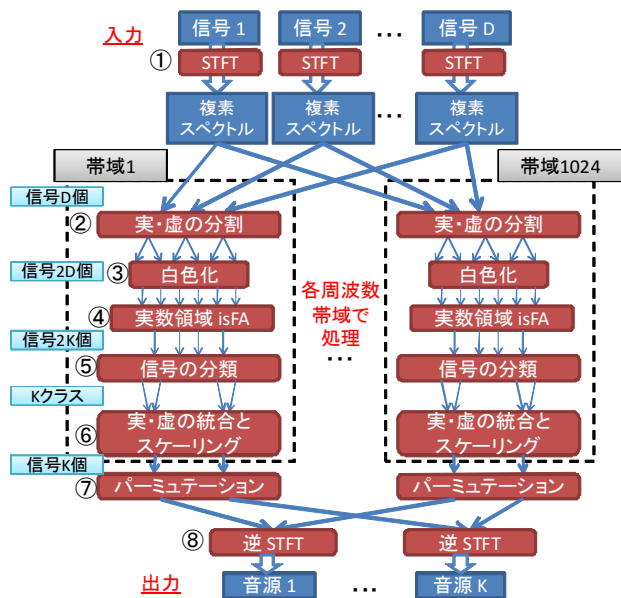 入力
信号 1
信号 2
...
信号 D
①
STFT
STFT
STFT
複素
スペクトル
複素
スペクトル
...
複素
スペクトル
帯域1
帯域1024
信号D個
②
実・虚の分割
実・虚の分割
信号2D個
③
白色化
白色化
各周波数
帯域で
処理
...
④
実数領域 isFA
実数領域 isFA
信号2K個
⑤
信号の分類
信号の分類
Kクラス
⑥
実・虚の統合と
スケーリング
実・虚の統合と
スケーリング
信号K個
⑦
パーミュテーション
パーミュテーション
⑧
逆 STFT
逆 STFT
出力
音源 1
...
音源 K